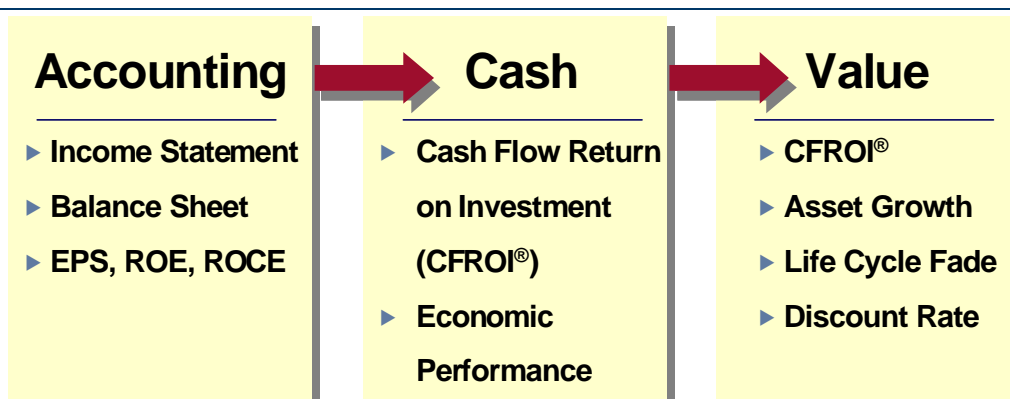 Accounting
Income Statement
Balance Sheet
EPS, ROE, ROCE
Cash
Cash Flow Return
on Investment
(CFROI®)
Economic
Performance
Value
CFROI®
Asset Growth
Life Cycle Fade
Discount Rate